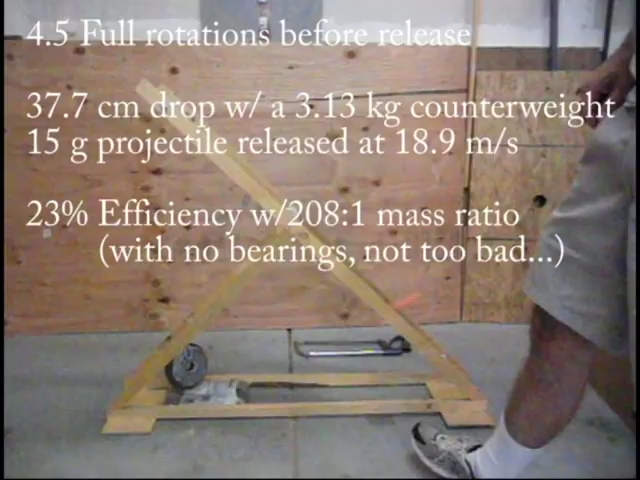 4.5 Full rotations before release
37.7 cm drop w/ a 3.13 kg counterweight
15 g projectile released at 18.9 m/s
23% Efficiency w/208:1 mass ratio
(with no bearings, not too bad...)